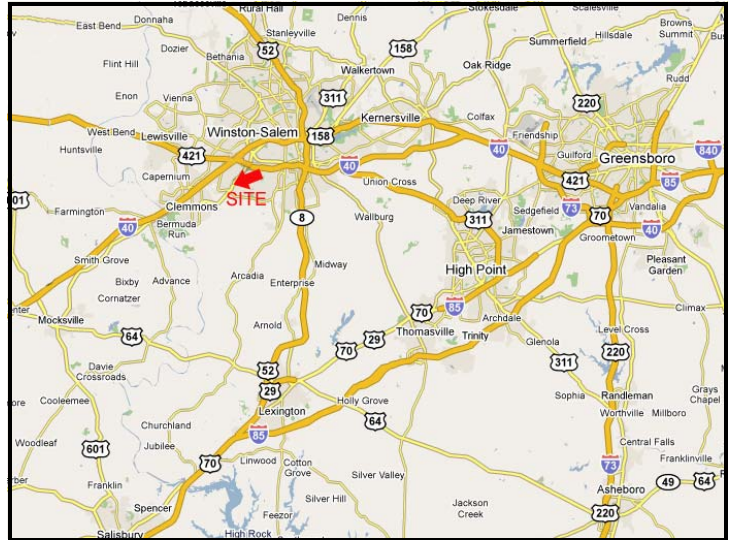 Rural Hall
Stokesdale
Scalesville
East Bend
Donnaha
Dennis
Browns
Summit
Stanleyville
Summerfield
Hillsdale
52
158
Dozier
Bethania
Flint Hill
Walkertown
Oak Ridge
Rudd
Enon
Vienna
311
220
Kernersville
Colfax
West Bend
Lewisville
Winston-Salem
158
Friendship
Huntsville
421
40
40
Guilford
Greensboro
840
Capernium
Union Cross
421
85
SITE
Deep River
Clemmons
8
Wallburg
311
Sedgefield
73
70
Vandalia
601
Farmington
40
Bermuda
Run
Jamestown
Groometown
40
Smith Grove
Midway
High Point
Pleasant
Garden
Bixby
Advance
Arcadia
Enterprise
Cornatzer
70
85
Climax
Mocksville
Arnold
Thomasville
Archdale
64
29
Trinity
Glenola
Level Cross
70
220
Davie
Crossroads
52
311
29
Cooleemee
Sophia
Randleman
Grays
Chapel
Lexington
Holly Grove
Worthville
Millboro
Churchland
64
Woodleaf
85
Central Falls
601
Jubilee
Franklinville
70
Linwood
Cotton
Grove
Silver Valley
73
Franklin
49
64
Silver Hill
Asheboro
Spencer
Feezor
Jackson
Creek
220
Salisbury
High Rock